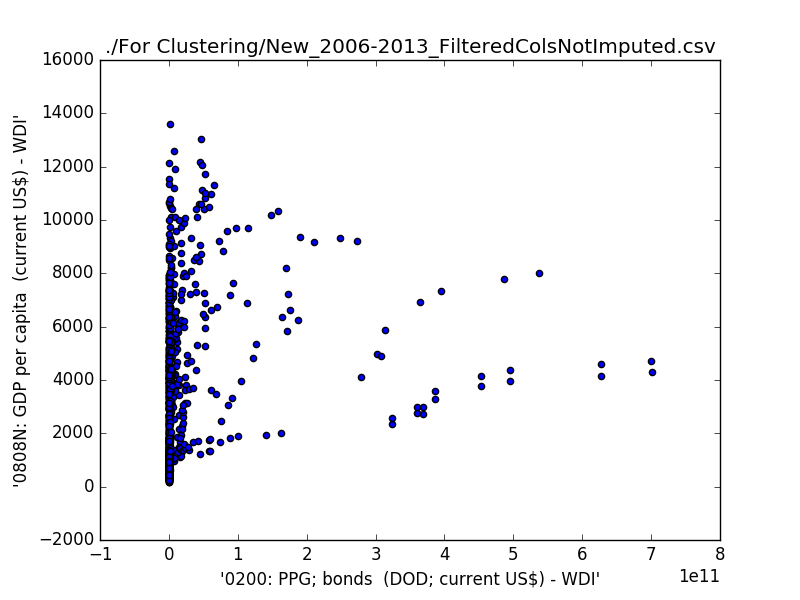 ./For Clustering/New_2006-2013_FilteredColsNotImputed.csv
16000
14000
12000
10000
8000
6000
4000
2000
0
−2000
'0808N: GDP per capita  (current US$) - WDI'
−1 0 1 2 3 4 5 6 7 8
1e11
'0200: PPG; bonds  (DOD; current US$) - WDI'